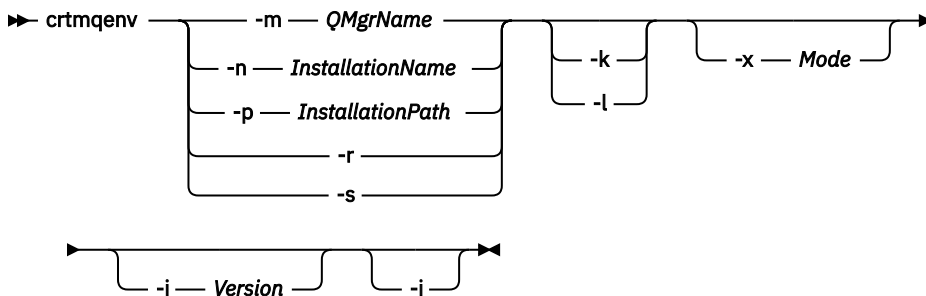 crtmqenv -m QMgrName
-n InstallationName
-p InstallationPath
-r
-s
-k
-l
-x Mode
-j Version
-i